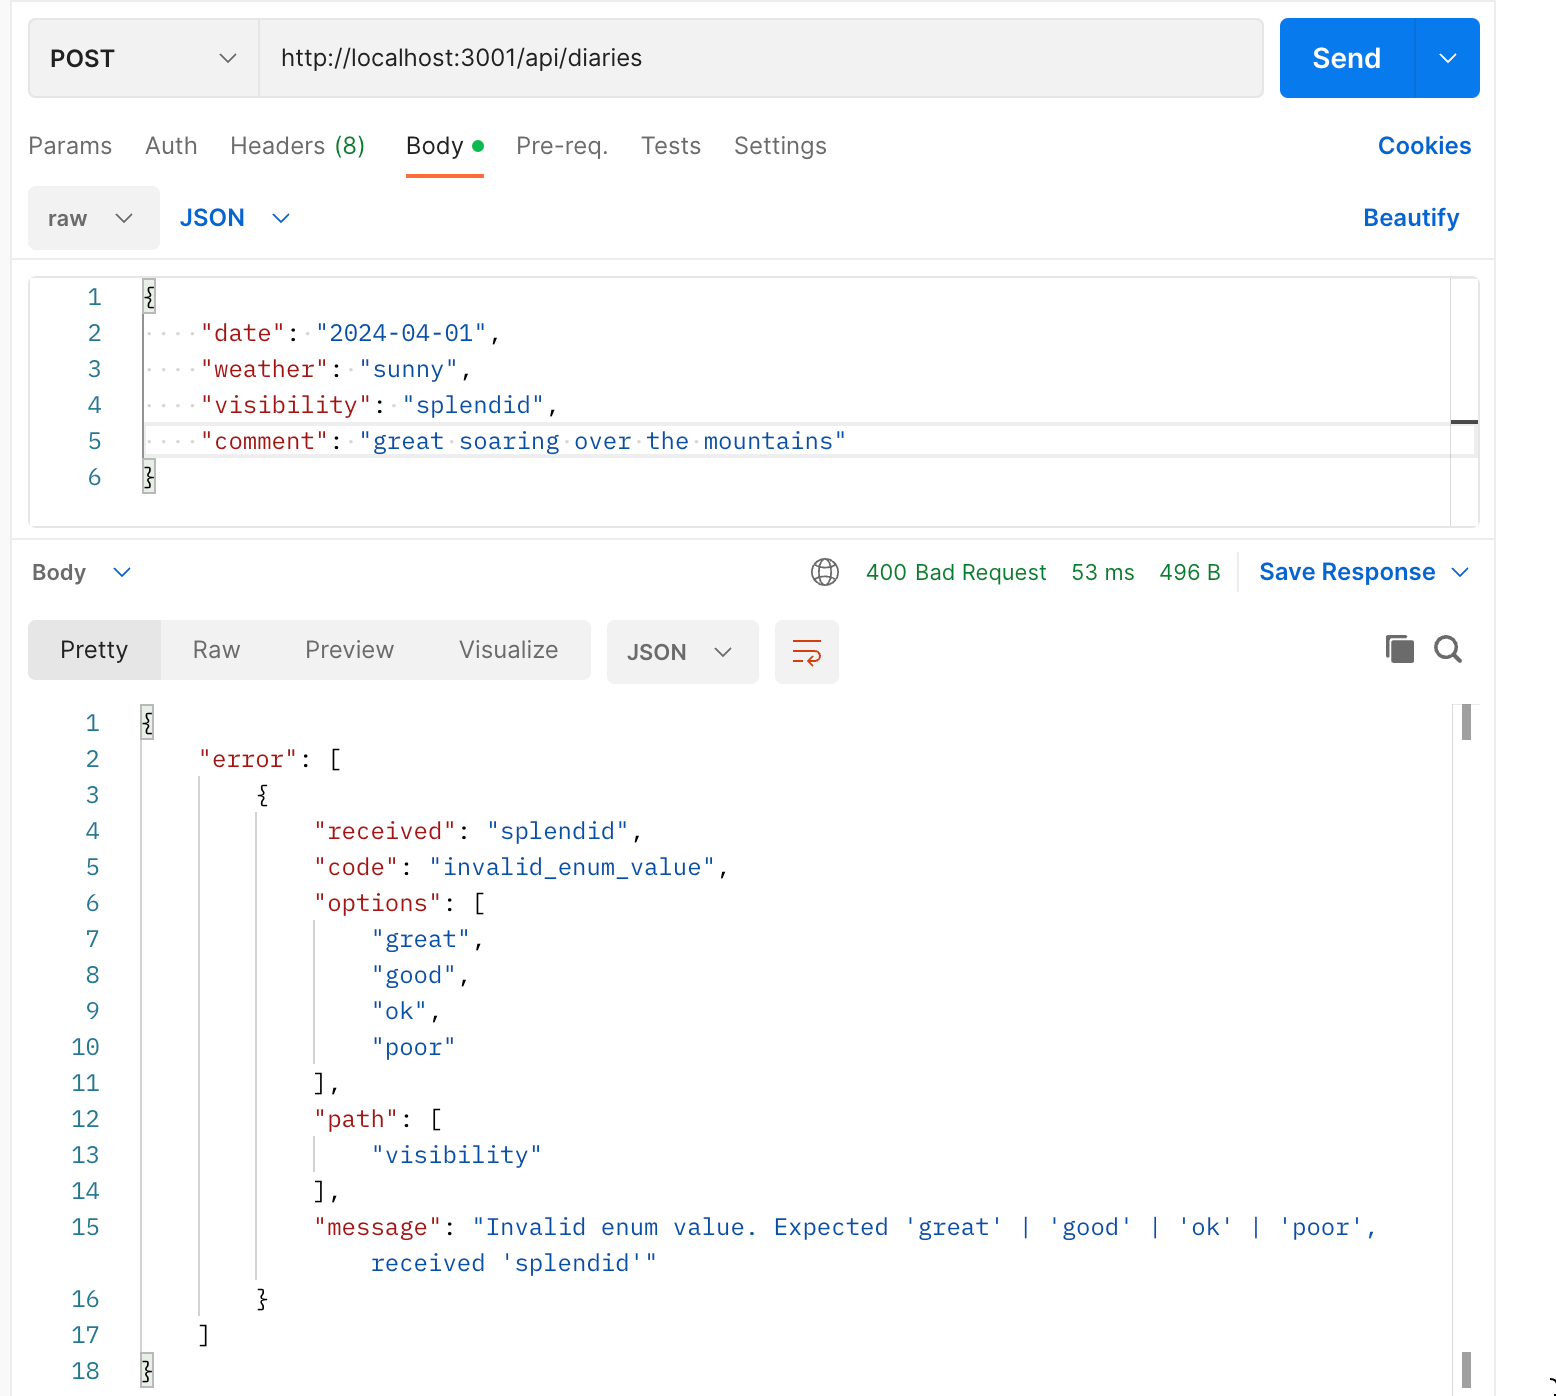 POST http://localhost:3001/api/diaries Send
Params Auth Headers (8) Body Pre-req. Tests Settings Cookies
raw JSON Beautify
1 {
2 "date": "2024-04-01",
3 "weather": "sunny",
4 "visibility": "splendid",
5 "comment": "great soaring over the mountains"
6 }
Body 400 Bad Request 53 ms 496 B Save Response
Pretty Raw Preview Visualize JSON
1 {
2 "error": [
3 {
4 "received": "splendid",
5 "code": "invalid_enum_value",
6 "options": [
7 "great",
8 "good",
9 "ok",
10 "poor"
11 ],
12 "path": [
13 "visibility"
14 ],
15 "message": "Invalid enum value. Expected 'great' | 'good' | 'ok' | 'poor',
received 'splendid'"
16 }
17 ]
18 }